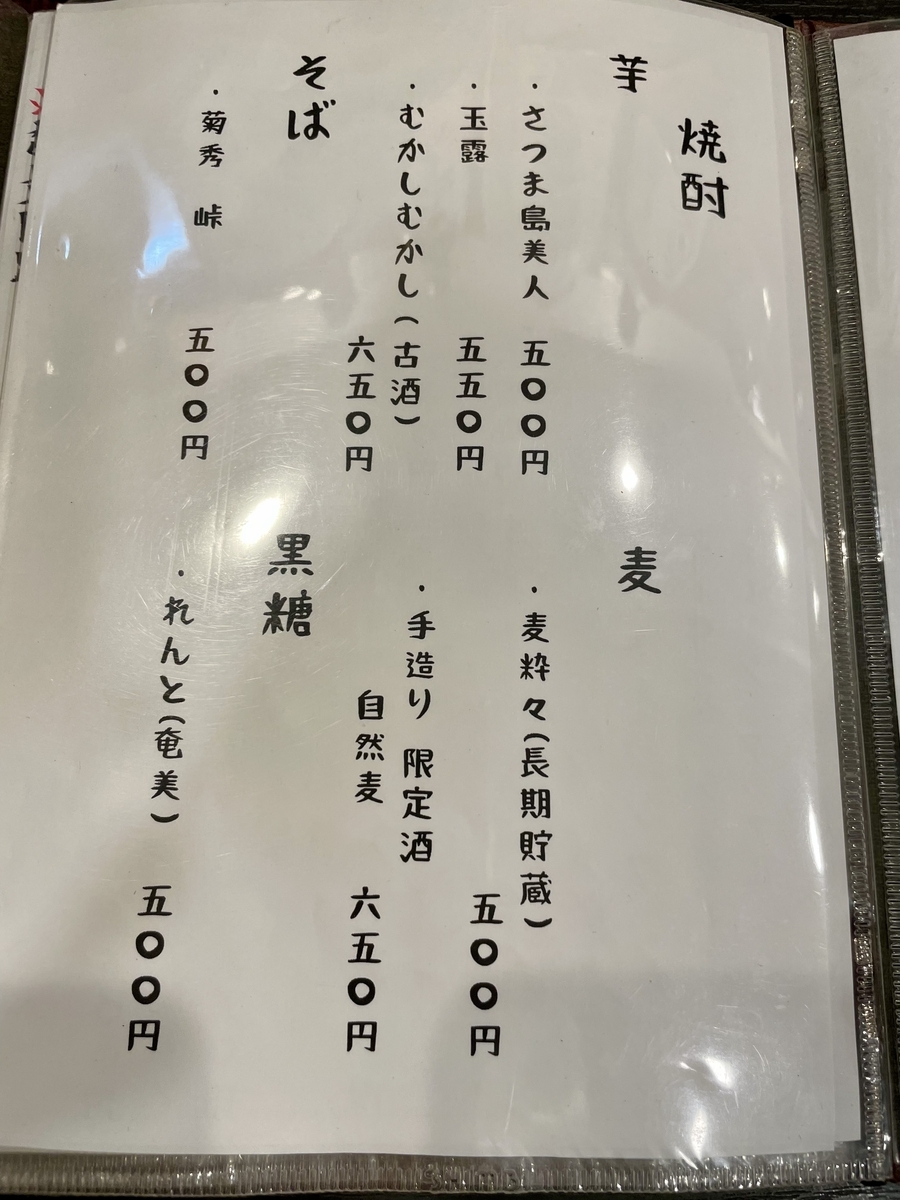 焼酎
芋
・さつま島美人 五〇〇円
・玉露 五五〇円
・むかしむかし(古酒)
六五〇円
麦
・麦粋々(長期貯蔵)
五〇〇円
・手造り 限定酒
自然麦 六五〇円
そば
・菊秀 峠 五〇〇円
黒糖
・れんと(奄美) 五〇〇円